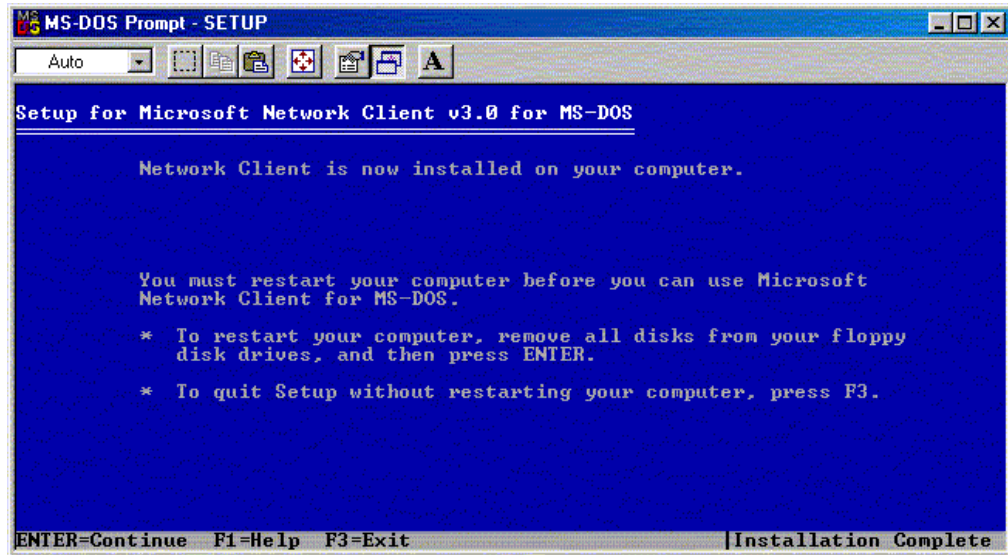 MS-DOS Prompt - SETUP
Auto
A
Setup for Microsoft Network Client v3.0 for MS-DOS
Network Client is now installed on your computer.
You must restart your computer before you can use Microsoft
Network Client for MS-DOS.
* To restart your computer, remove all disks from your floppy
disk drives, and then press ENTER.
* To quit Setup without restarting your computer, press F3.
ENTER=Continue F1=Help F3=Exit |Installation Complete